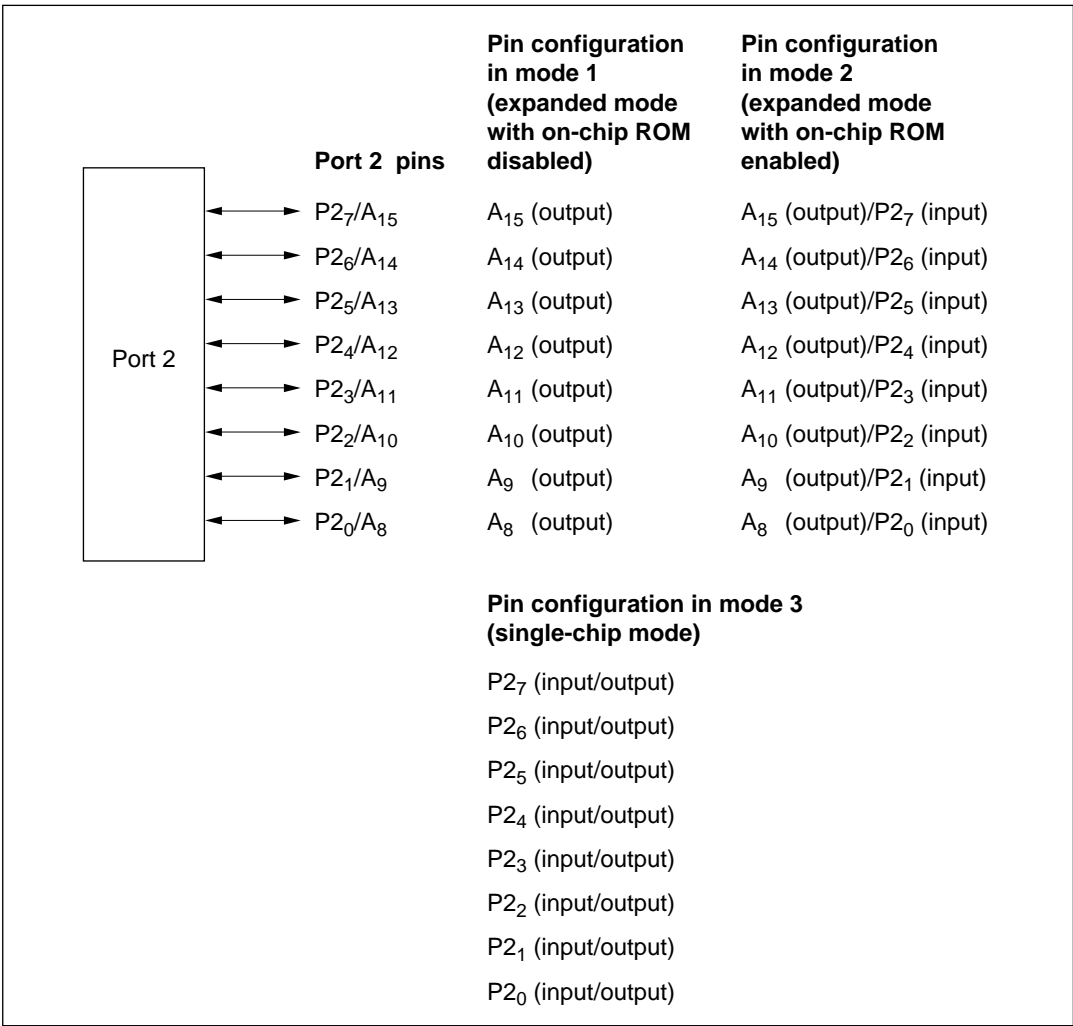 Pin configuration
in mode 1
(expanded mode
with on-chip ROM
disabled)
Pin configuration
in mode 2
(expanded mode
with on-chip ROM
enabled)
Port 2 pins
Port 2
P2₇/A₁₅ A₁₅ (output) A₁₅ (output)/P2₇ (input)
P2₆/A₁₄ A₁₄ (output) A₁₄ (output)/P2₆ (input)
P2₅/A₁₃ A₁₃ (output) A₁₃ (output)/P2₅ (input)
P2₄/A₁₂ A₁₂ (output) A₁₂ (output)/P2₄ (input)
P2₃/A₁₁ A₁₁ (output) A₁₁ (output)/P2₃ (input)
P2₂/A₁₀ A₁₀ (output) A₁₀ (output)/P2₂ (input)
P2₁/A₉ A₉ (output) A₉ (output)/P2₁ (input)
P2₀/A₈ A₈ (output) A₈ (output)/P2₀ (input)
Pin configuration in mode 3
(single-chip mode)
P2₇ (input/output)
P2₆ (input/output)
P2₅ (input/output)
P2₄ (input/output)
P2₃ (input/output)
P2₂ (input/output)
P2₁ (input/output)
P2₀ (input/output)